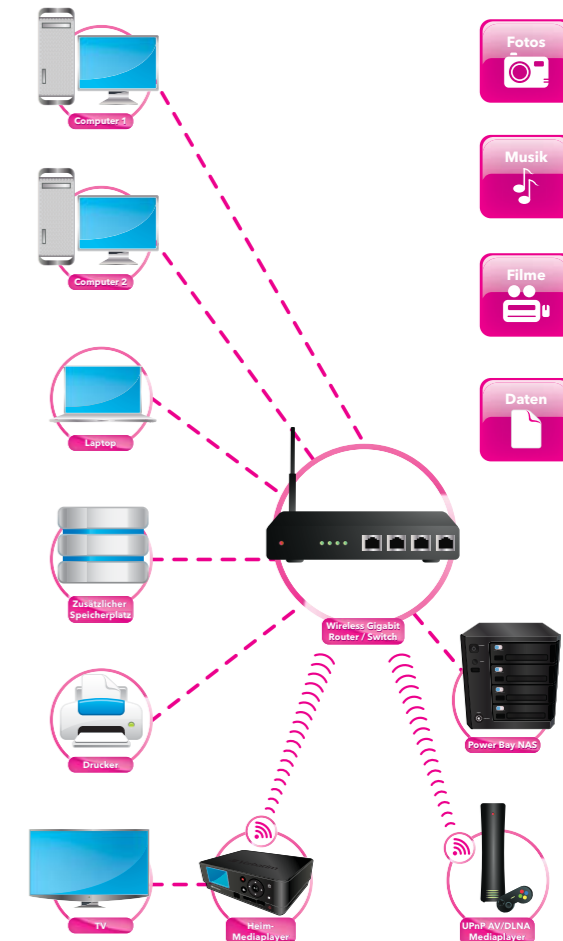 Fotos
Computer 1
Musik
Computer 2
Filme
Daten
Laptop
Zusätzlicher
Speicherplatz
Wireless Gigabit
Router / Switch
Power Bay NAS
Drucker
TV
Heim-
Mediaplayer
UPnP AV/DLNA
Mediaplayer